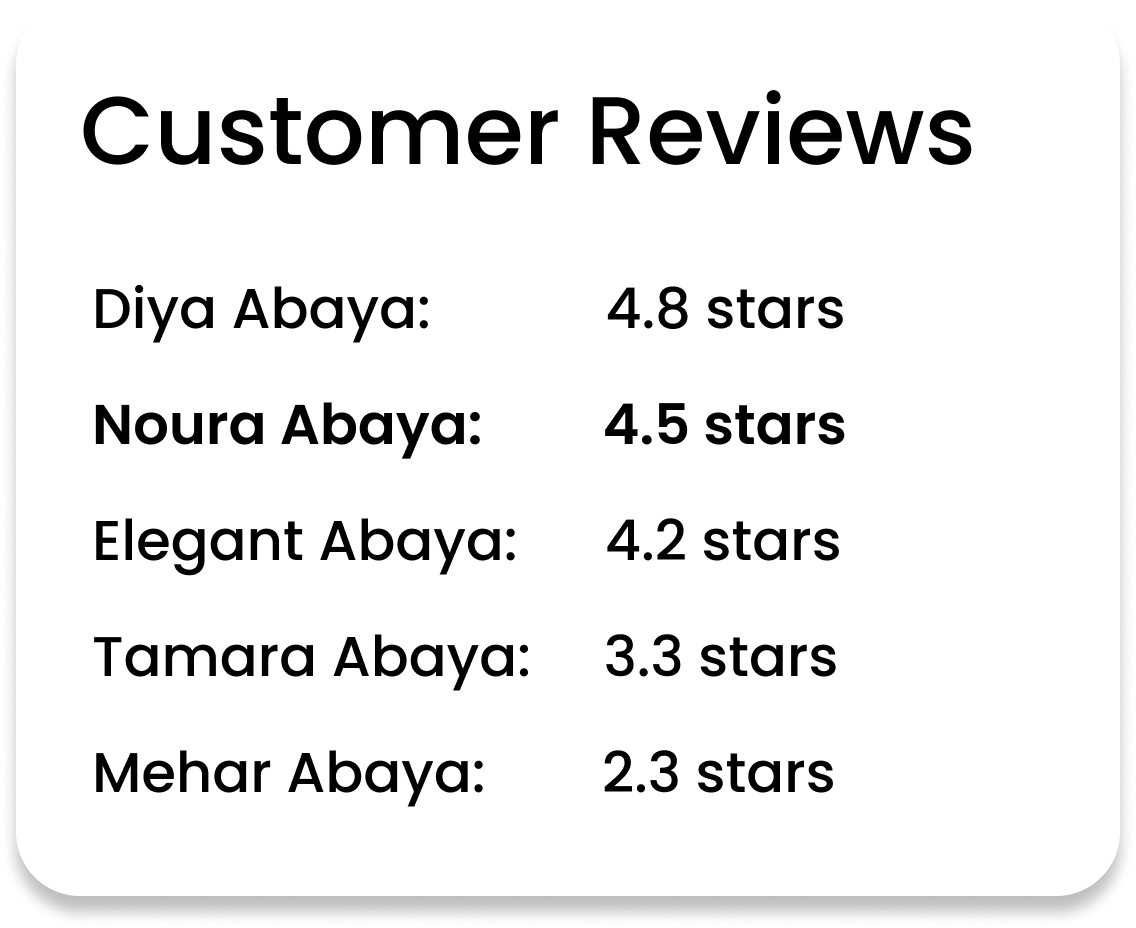 Customer Reviews
Diya Abaya: 4.8 stars
Noura Abaya: 4.5 stars
Elegant Abaya: 4.2 stars
Tamara Abaya: 3.3 stars
Mehar Abaya: 2.3 stars